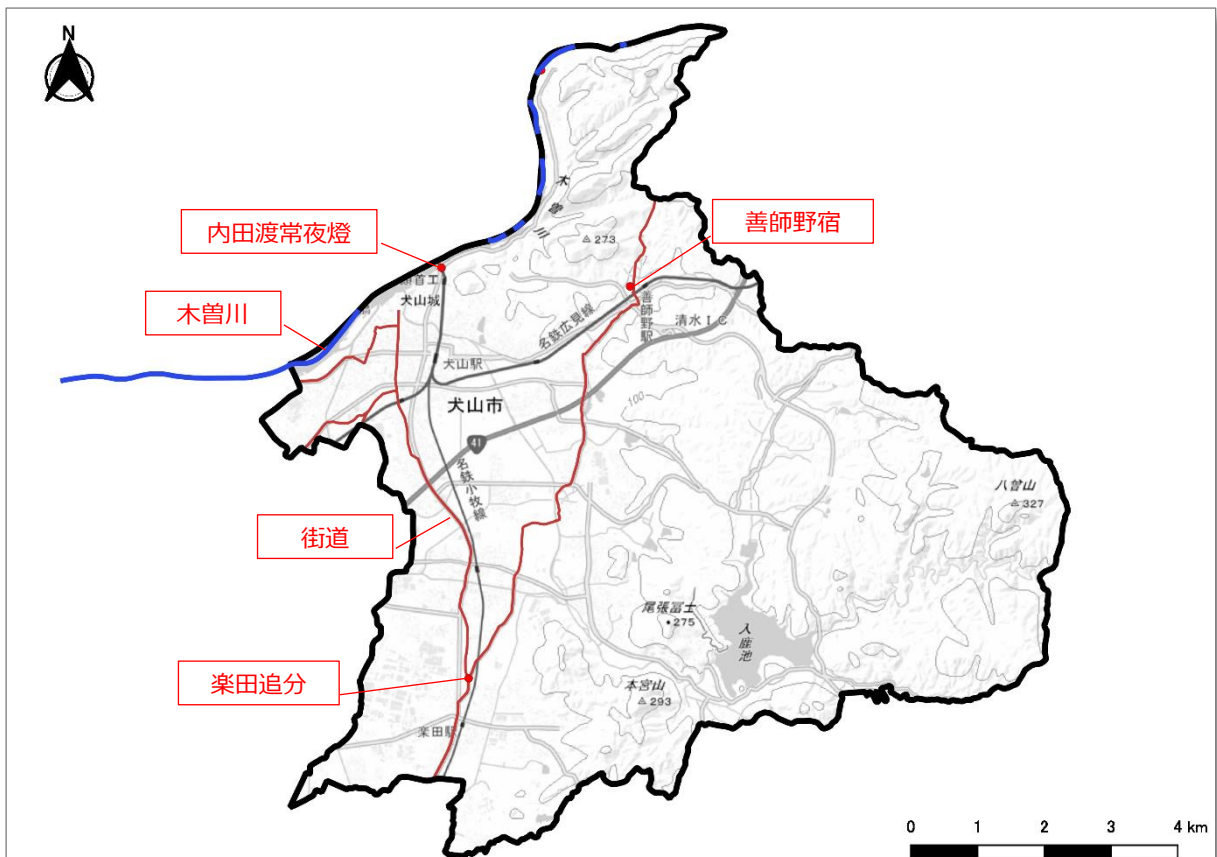 N
木曽川
内田渡常夜燈
善師野宿
△ 273
犬山城
木曽川
名鉄広見線
善師野駅
清水IC
犬山駅
犬山市
100
41
名鉄小牧線
八曾山
△ 327
街道
尾張冨士
・275
入鹿池
楽田追分
本宮山
△ 293
楽田駅
0 1 2 3 4 km